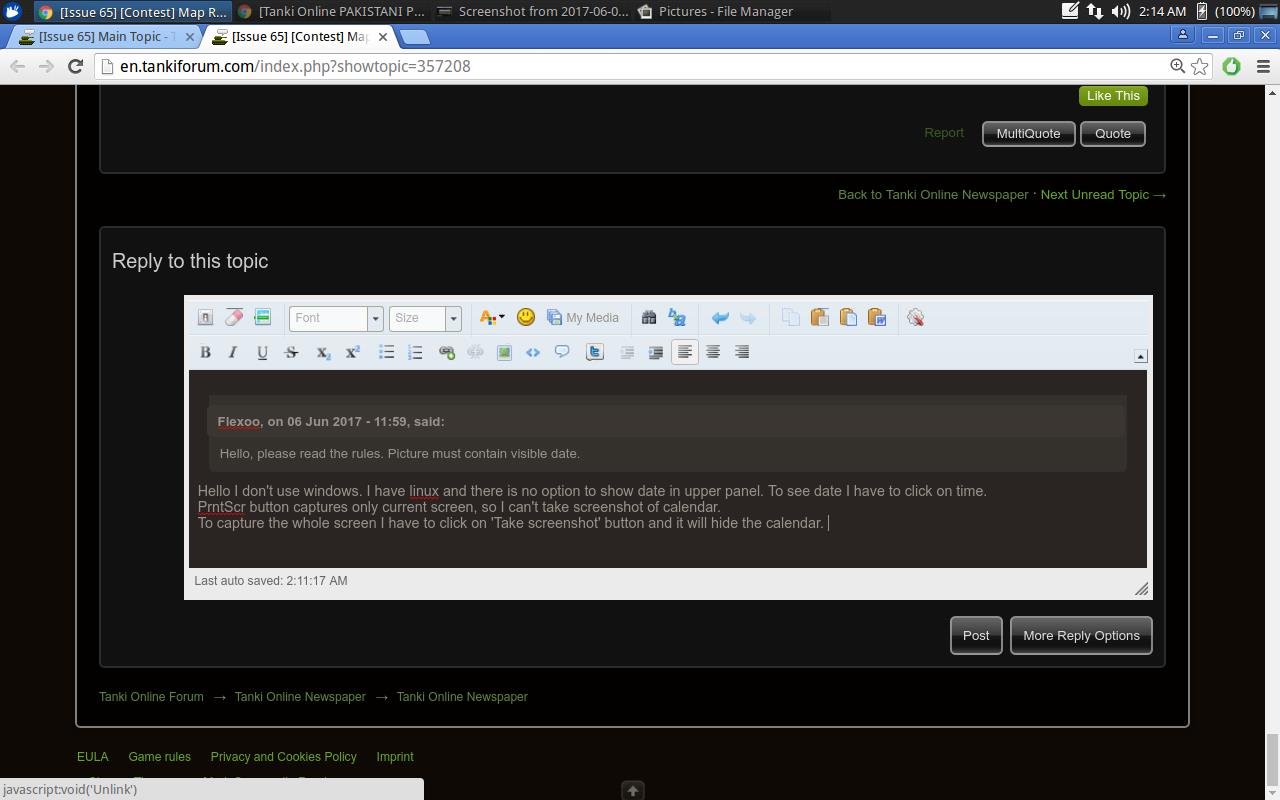 [Issue 65] [Contest] Map R...
[Tanki Online PAKISTANI P...
Screenshot from 2017-06-0...
Pictures - File Manager
2:14 AM
(100%)
[Issue 65] Main Topic - T
[Issue 65] [Contest] Ma
en.tankiforum.com/index.php?showtopic=357208
Like This
Report
MultiQuote
Quote
Back to Tanki Online Newspaper · Next Unread Topic →
Reply to this topic
Font
Size
My Media
Flexoo, on 06 Jun 2017 - 11:59, said:
Hello, please read the rules. Picture must contain visible date.
Hello I don't use windows. I have linux and there is no option to show date in upper panel. To see date I have to click on time.
PrntScr button captures only current screen, so I can't take screenshot of calendar.
To capture the whole screen I have to click on 'Take screenshot' button and it will hide the calendar.
Last auto saved: 2:11:17 AM
Post
More Reply Options
Tanki Online Forum → Tanki Online Newspaper → Tanki Online Newspaper
EULA Game rules Privacy and Cookies Policy Imprint
javascript:void('Unlink')